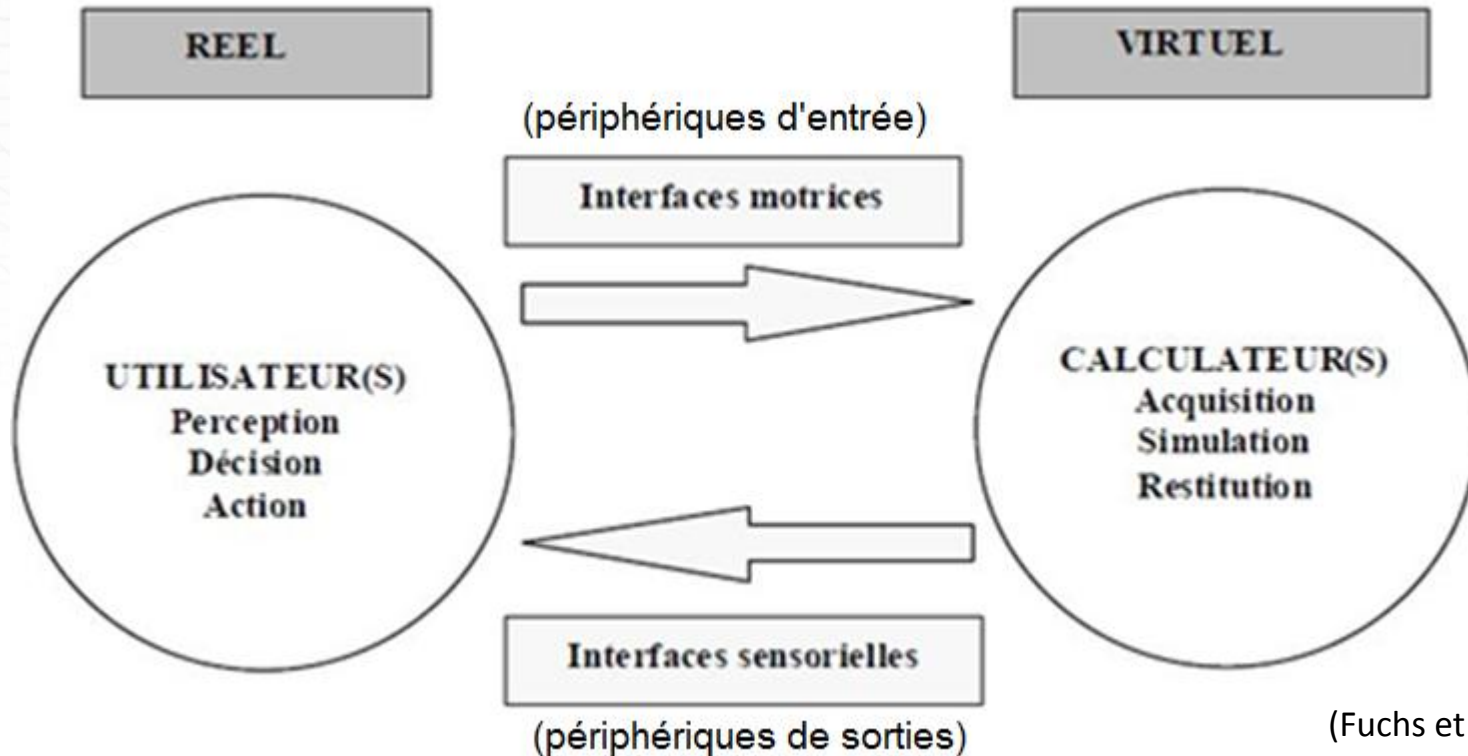 REEL
VIRTUEL
(périphériques d'entrée)
Interfaces motrices
UTILISATEUR(S)
Perception
Décision
Action
CALCULATEUR(S)
Acquisition
Simulation
Restitution
Interfaces sensorielles
(périphériques de sorties)
(Fuchs et